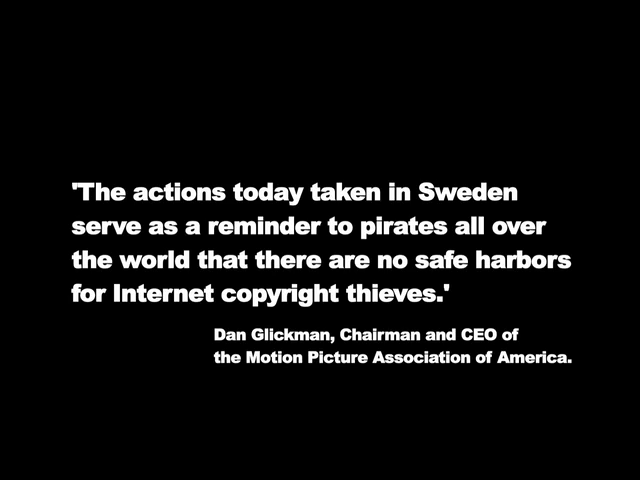 'The actions today taken in Sweden
serve as a reminder to pirates all over
the world that there are no safe harbors
for Internet copyright thieves.'
Dan Glickman, Chairman and CEO of
the Motion Picture Association of America.